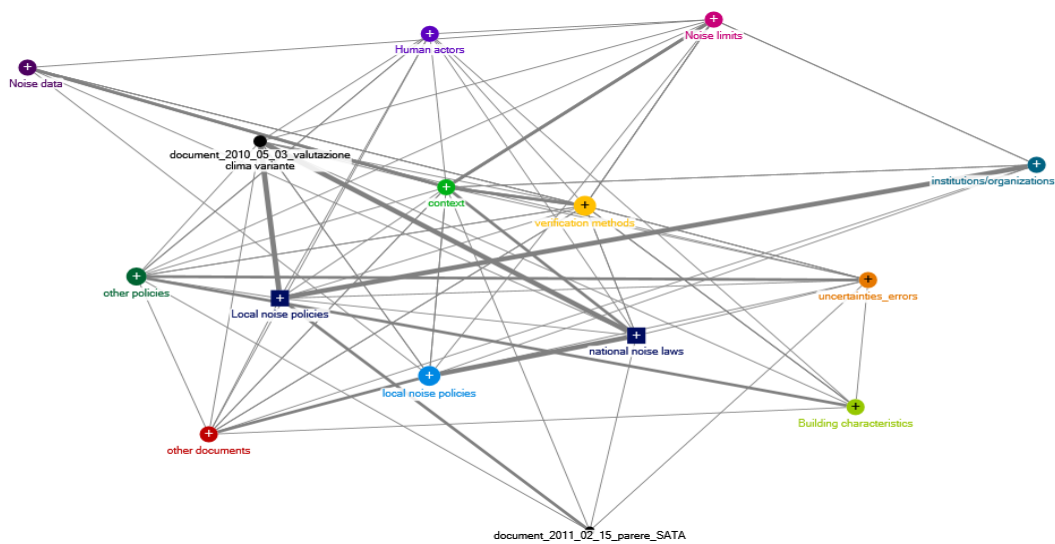 Noise limits
Human actors
Noise data
document_2010_05_03_valutazione
clima variante
institutions/organizations
context
verification methods
other policies
uncertainties_errors
Local noise policies
national noise laws
local noise policies
Building characteristics
other documents
document_2011_02_15_parere_SATA